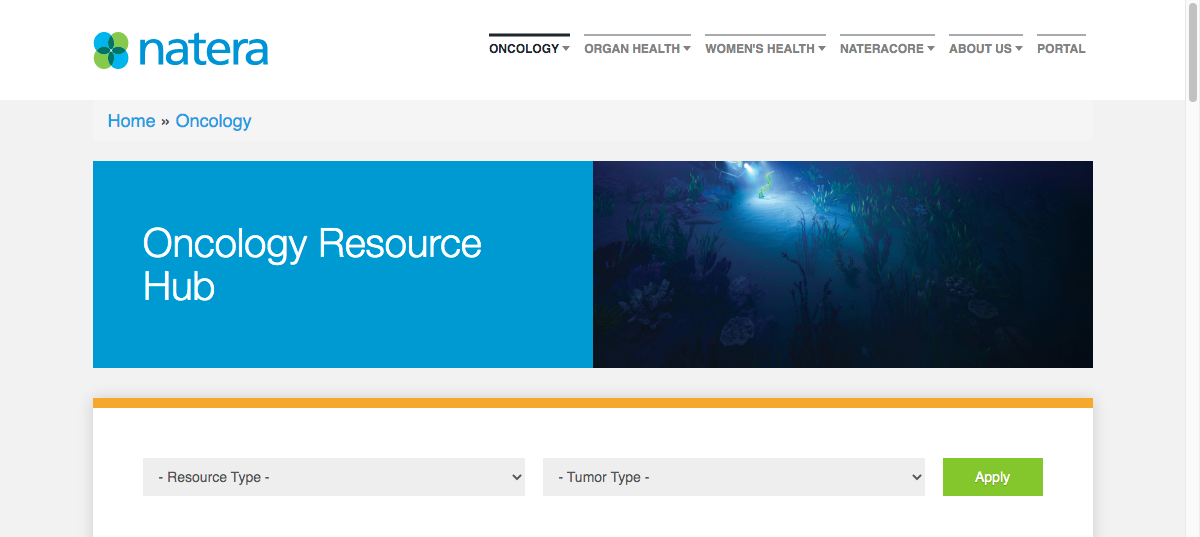 natera
ONCOLOGY ORGAN HEALTH WOMEN'S HEALTH NATERACORE ABOUT US PORTAL
Home » Oncology
Oncology Resource
Hub
- Resource Type - - Tumor Type - Apply